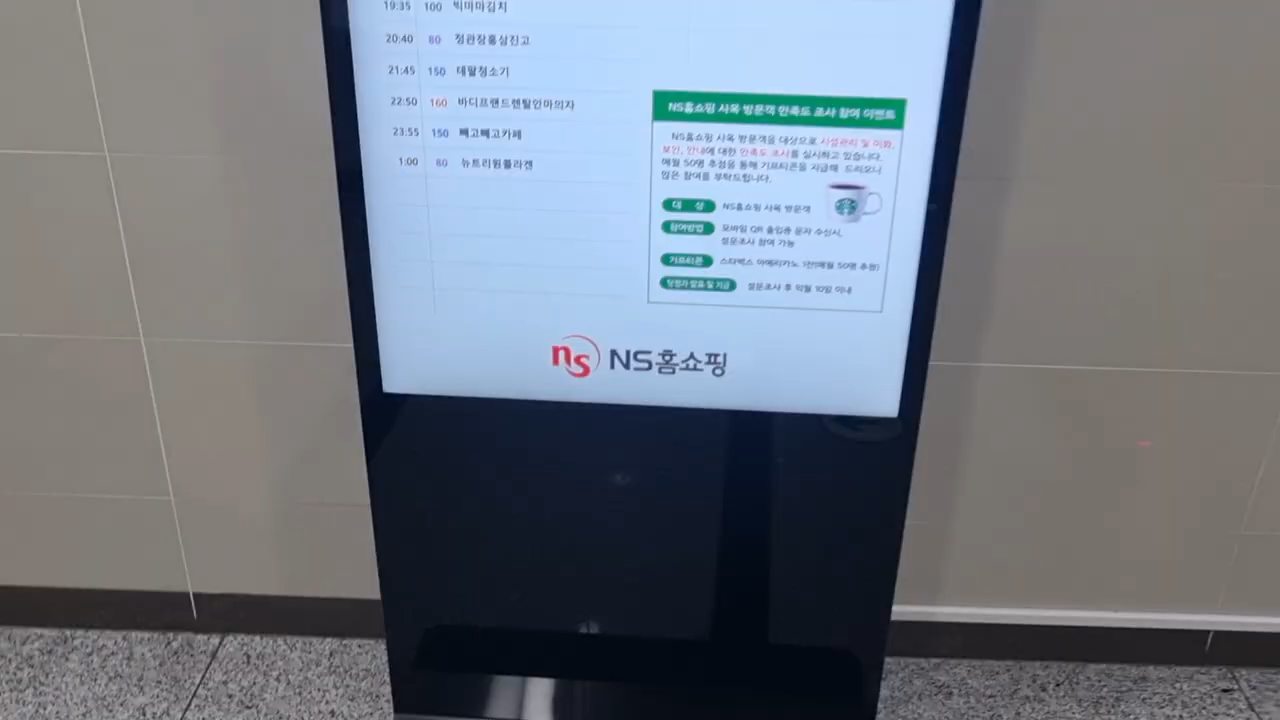 19:35 100 빅마마김치
20:40 80 정관장홍삼진고
21:45 150 테팔청소기
22:50 160 바디프랜드렌탈안마의자
23:55 150 빼고빼고카페
1:00 80 뉴트리원콜라겐
NS홈쇼핑 사옥 방문객 만족도 조사 참여 이벤트
NS홈쇼핑 사옥 방문객을 대상으로 시설관리 및 미화,
보안, 안내에 대한 만족도 조사를 실시하고 있습니다.
매월 50명 추첨을 통해 기프티콘을 지급해 드리오니
많은 참여를 부탁드립니다.
대 상 NS홈쇼핑 사옥 방문객
참여방법 모바일 QR 출입증 문자 수신시,
설문조사 참여 가능
기프티콘 스타벅스 아메리카노 1잔(매월 50명 추첨)
당첨자 발표 및 지급 설문조사 후 익월 10일 이내
ns NS홈쇼핑